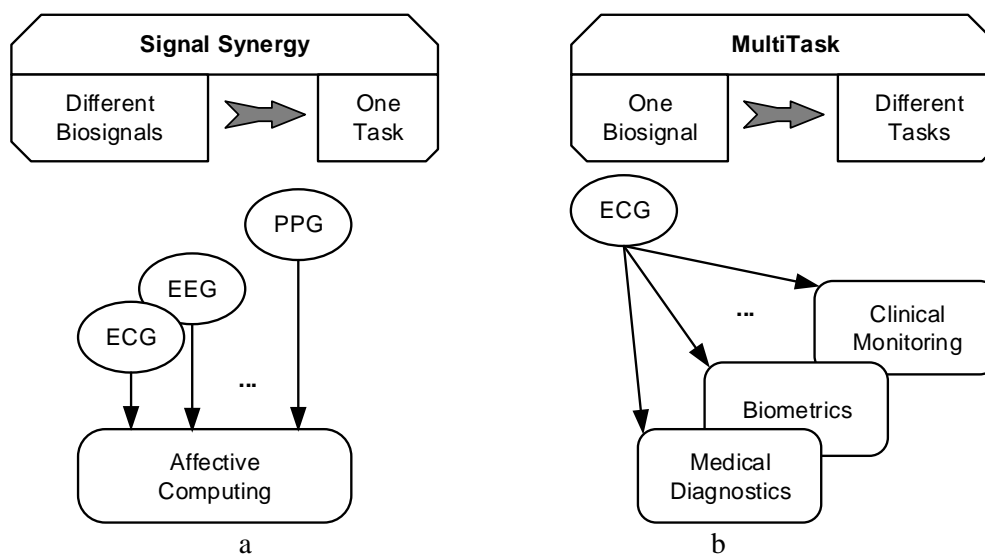 Signal Synergy
Different
Biosignals
One
Task
PPG
EEG
ECG
...
Affective
Computing
a
MultiTask
One
Biosignal
Different
Tasks
ECG
...
Clinical
Monitoring
Biometrics
Medical
Diagnostics
b